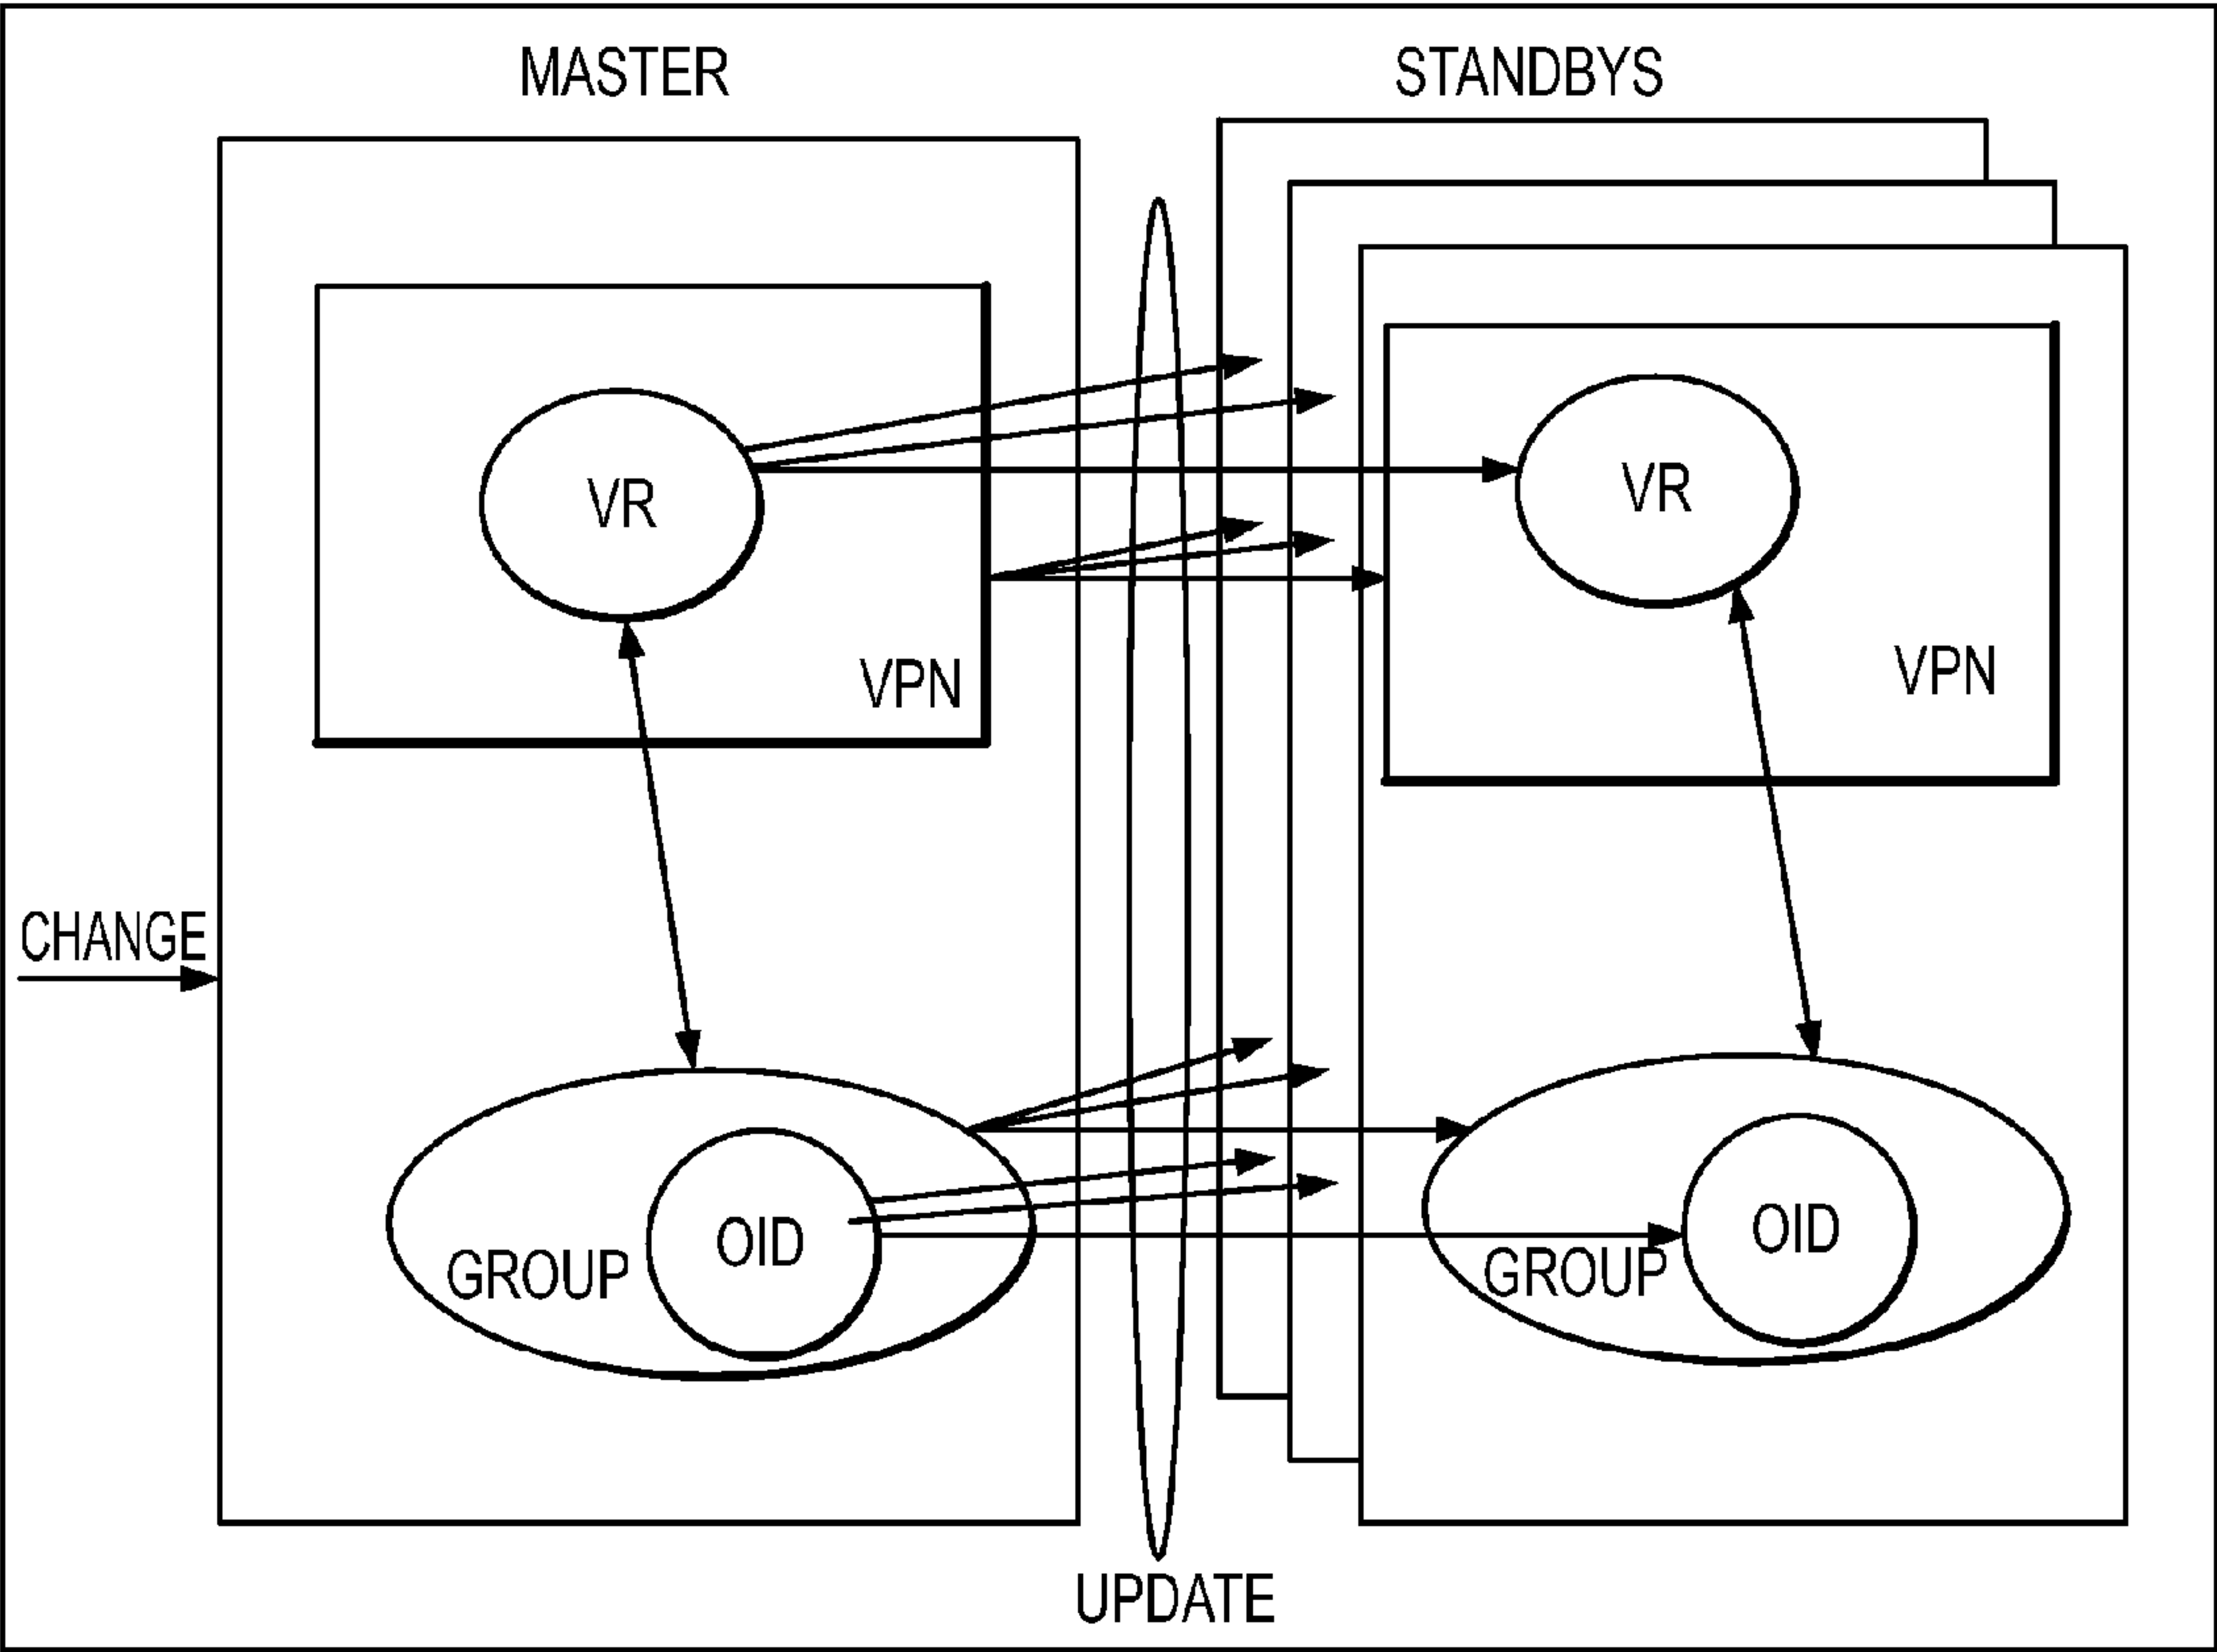 MASTER
STANDBYS
VR
VR
VPN
VPN
CHANGE
OID
GROUP
OID
GROUP
UPDATE